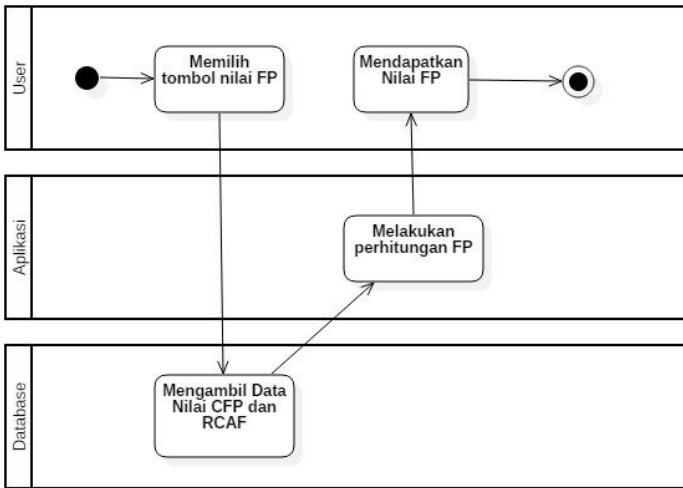 User
Memilih
tombol nilai FP
Mendapatkan
Nilai FP
Aplikasi
Melakukan
perhitungan FP
Database
Mengambil Data
Nilai CFP dan
RCAF